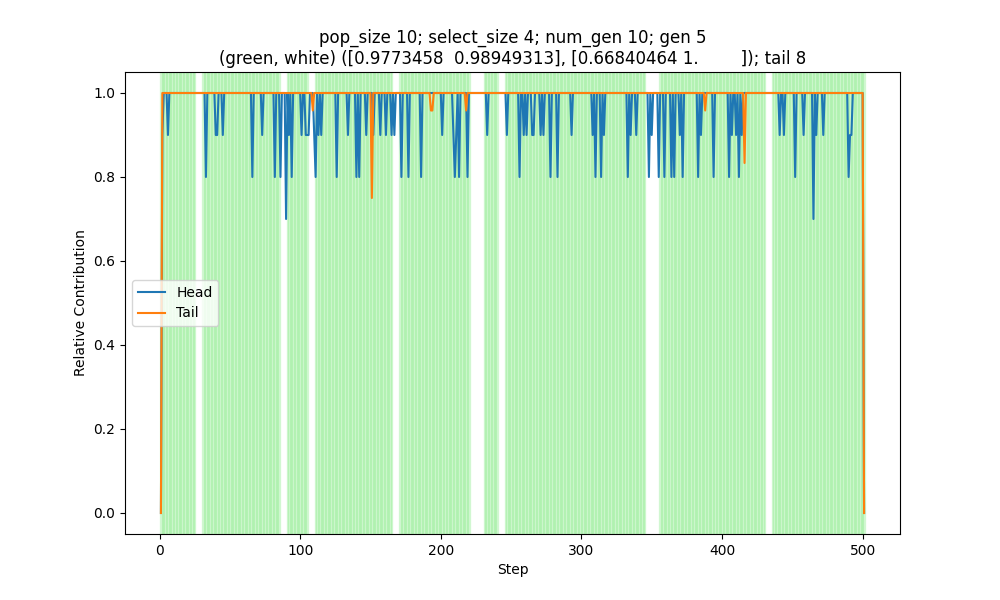 pop_size 10; select_size 4; num_gen 10; gen 5
(green, white) ([0.9773458  0.98949313], [0.66840464 1.        ]); tail 8
1.0
0.8
0.6
0.4
0.2
0.0
Relative Contribution
Head
Tail
0 100 200 300 400 500
Step